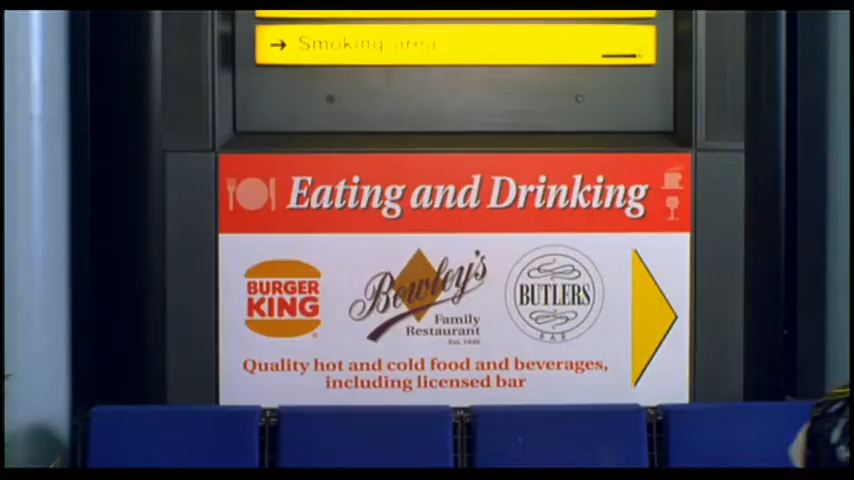 Smoking area
Eating and Drinking
BURGER
KING
Bewley's
Family
Restaurant
BUTLERS
BAR
Quality hot and cold food and beverages,
including licensed bar